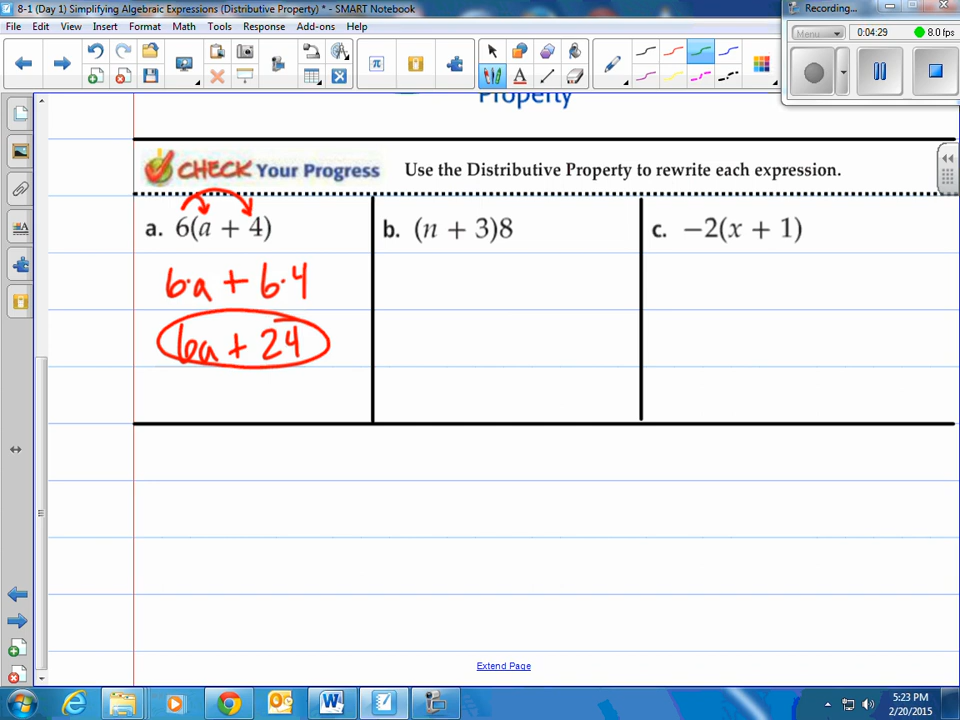 8-1 (Day 1) Simplifying Algebraic Expressions (Distributive Property) * - SMART Notebook
Recording...
File Edit View Insert Format Math Tools Response Add-ons Help
Menu 0:04:29 8.0 fps
Property
CHECK Your Progress Use the Distributive Property to rewrite each expression.
a. 6(a + 4) b. (n + 3)8 c. −2(x + 1)
6·a + 6·4
6a + 24
Extend Page
5:23 PM
2/20/2015